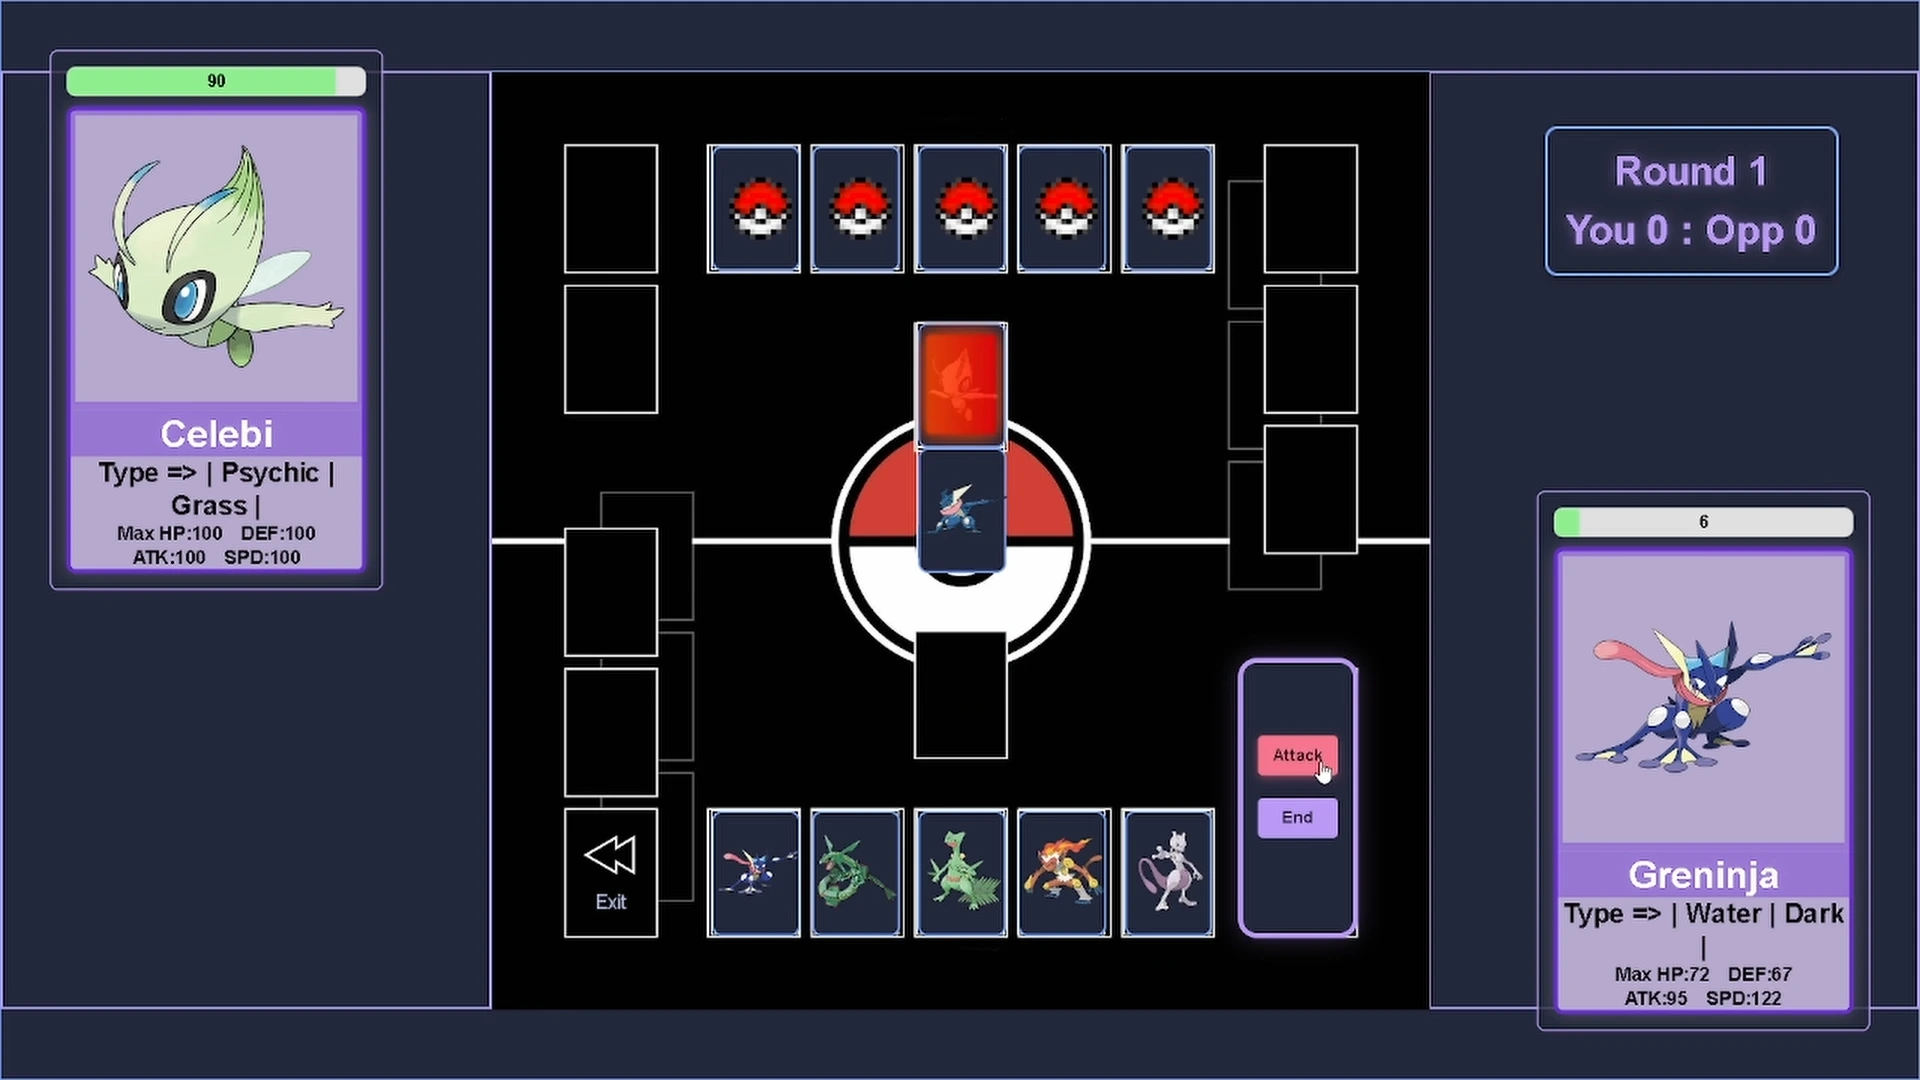 90
Celebi
Type => | Psychic |
Grass |
Max HP:100 DEF:100
ATK:100 SPD:100
Round 1
You 0 : Opp 0
6
Greninja
Type => | Water | Dark
|
Max HP:72 DEF:67
ATK:95 SPD:122
Attack
End
Exit